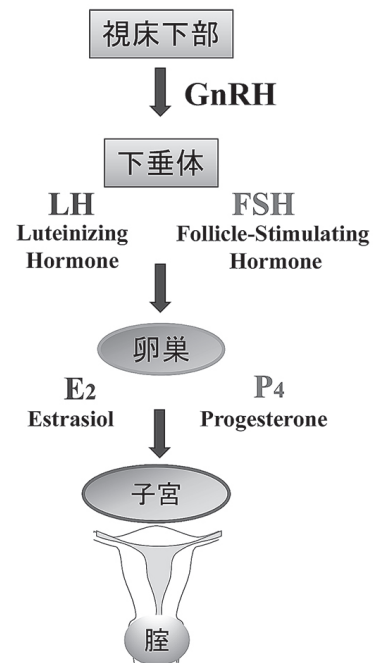 視床下部
GnRH
下垂体
LH
Luteinizing
Hormone
FSH
Follicle-Stimulating
Hormone
卵巣
E2
Estrasiol
P4
Progesterone
子宮
腟